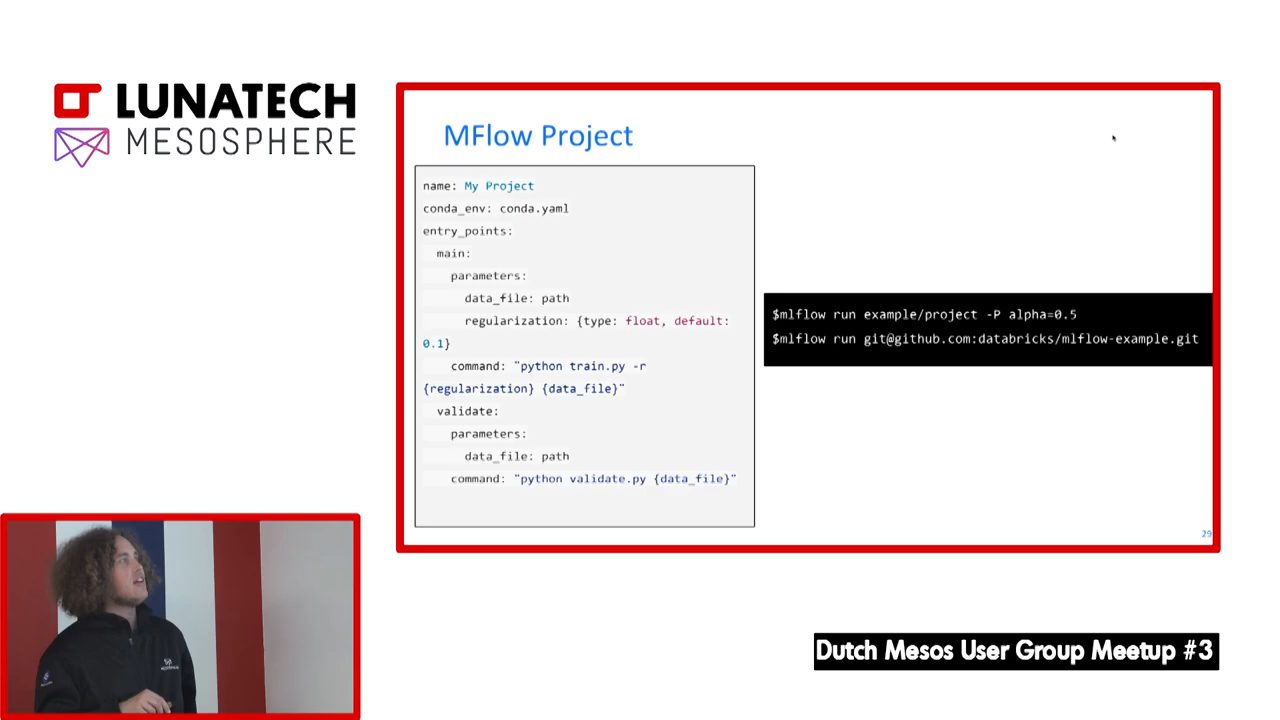 LUNATECH
MESOSPHERE
MFlow Project
name: My Project
conda_env: conda.yaml
entry_points:
main:
parameters:
data_file: path
regularization: {type: float, default:
0.1}
command: "python train.py -r
{regularization} {data_file}"
validate:
parameters:
data_file: path
command: "python validate.py {data_file}"
$mlflow run example/project -P alpha=0.5
$mlflow run git@github.com:databricks/mlflow-example.git
29
Dutch Mesos User Group Meetup #3